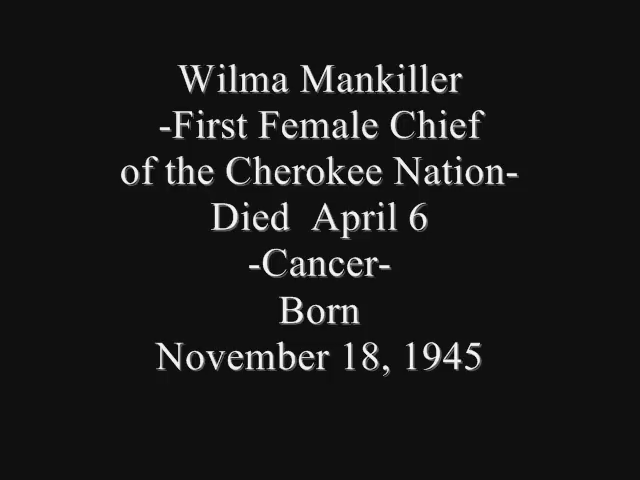 Wilma Mankiller
-First Female Chief
of the Cherokee Nation-
Died  April 6
-Cancer-
Born
November 18, 1945